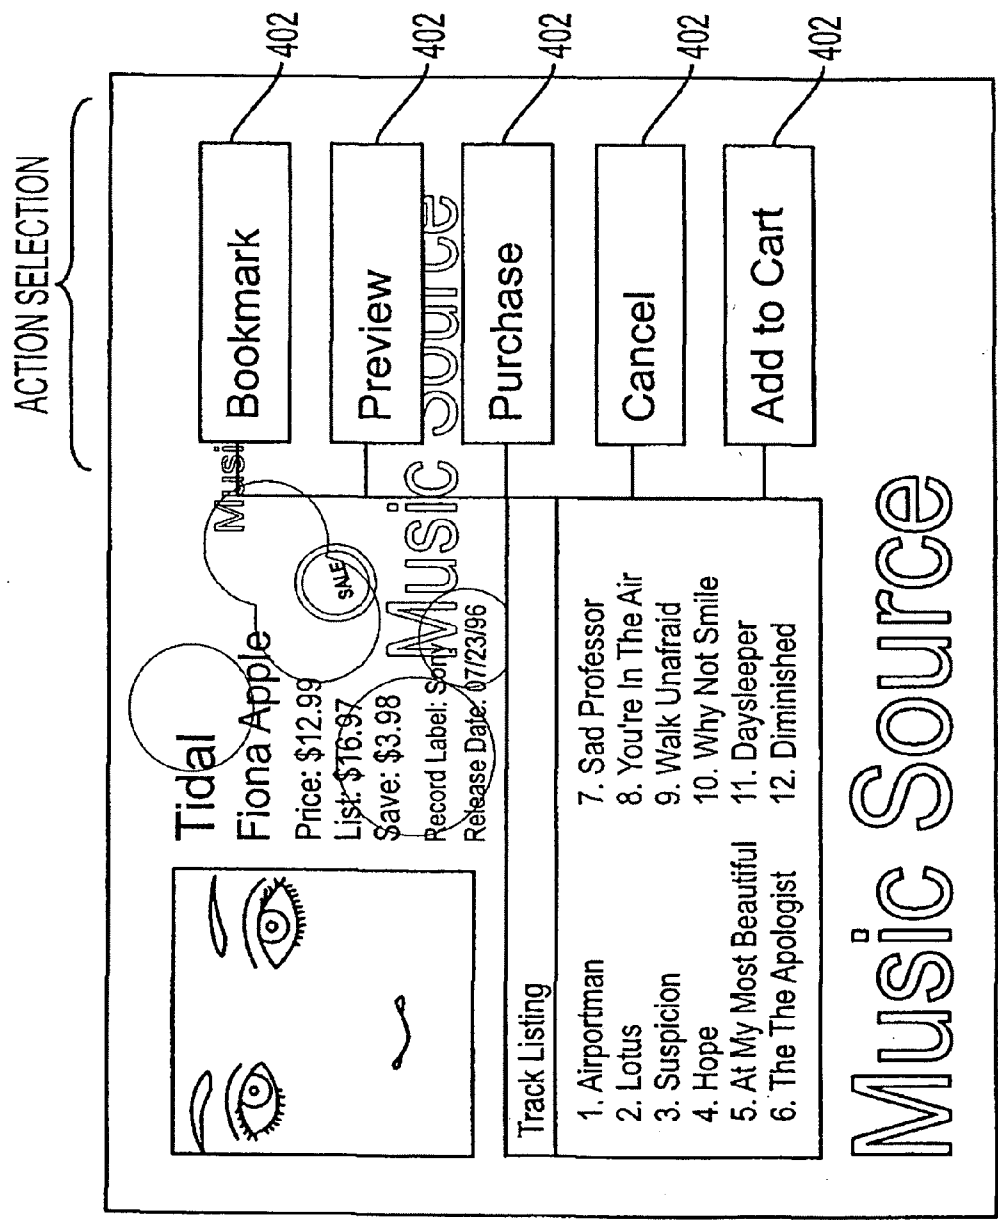 ACTION SELECTION
Tidal
Fiona Apple
Price: $12.99
List: $16.97
Save: $3.98
Record Label: Sony
Release Date: 07/23/96
SALE
Musi
Music Source
Bookmark
402
Preview
402
Purchase
402
Cancel
402
Add to Cart
402
Track Listing
1. Airportman
2. Lotus
3. Suspicion
4. Hope
5. At My Most Beautiful
6. The The Apologist
7. Sad Professor
8. You're In The Air
9. Walk Unafraid
10. Why Not Smile
11. Daysleeper
12. Diminished
Music Source